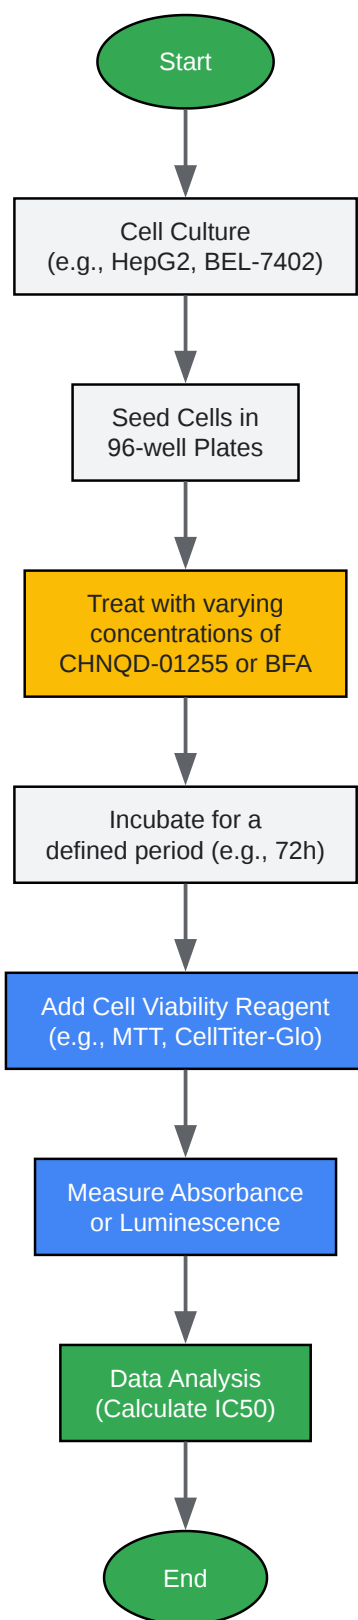 Start
Cell Culture
(e.g., HepG2, BEL-7402)
Seed Cells in
96-well Plates
Treat with varying
concentrations of
CHNQD-01255 or BFA
Incubate for a
defined period (e.g., 72h)
Add Cell Viability Reagent
(e.g., MTT, CellTiter-Glo)
Measure Absorbance
or Luminescence
Data Analysis
(Calculate IC50)
End